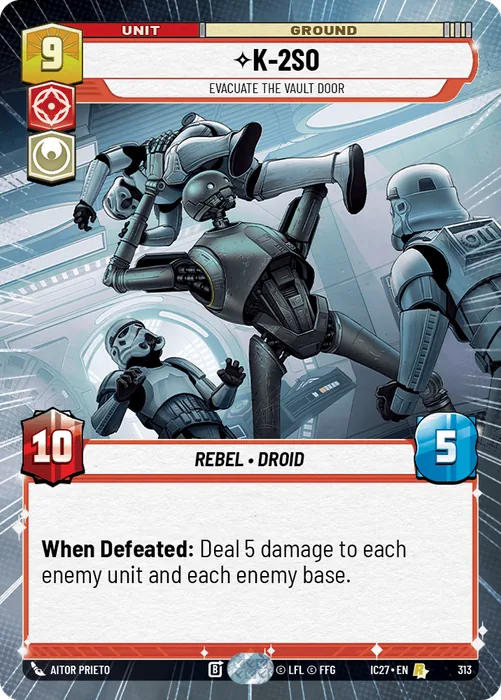 UNIT
GROUND
9
✧K-2SO
EVACUATE THE VAULT DOOR
10
REBEL • DROID
5
When Defeated: Deal 5 damage to each
enemy unit and each enemy base.
AITOR PRIETO
B
© LFL © FFG
IC27 • EN
R
313